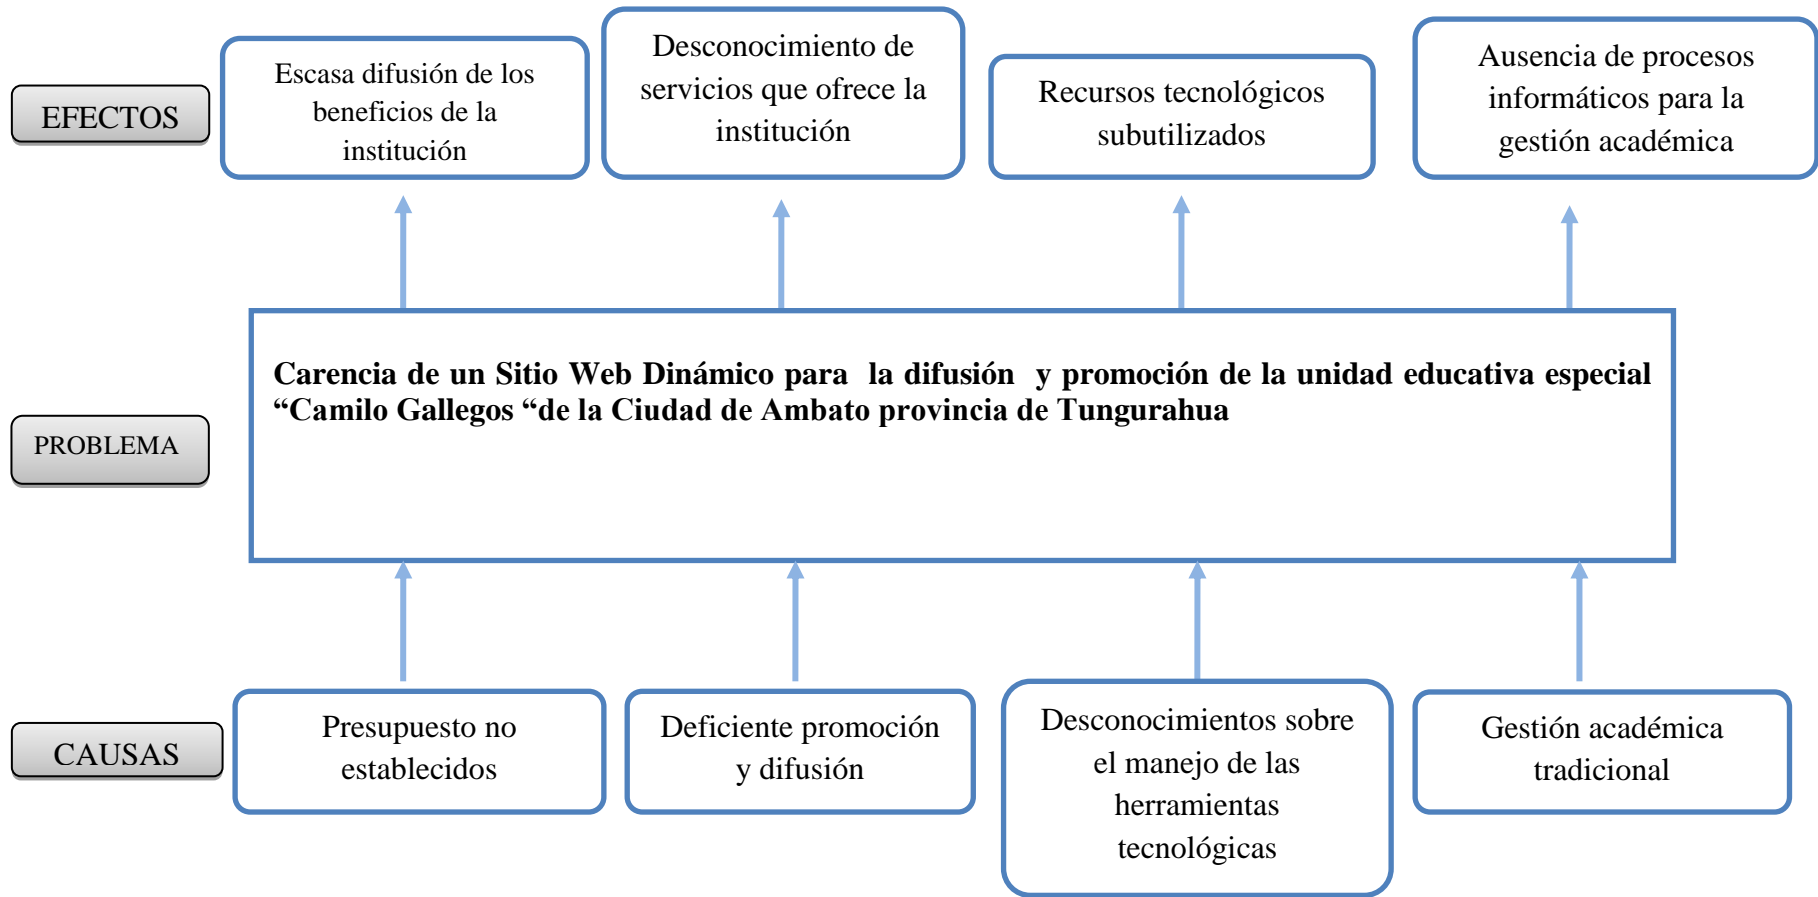 EFECTOS
Escasa difusión de los
beneficios de la
institución
Desconocimiento de
servicios que ofrece la
institución
Recursos tecnológicos
subutilizados
Ausencia de procesos
informáticos para la
gestión académica
PROBLEMA
Carencia de un Sitio Web Dinámico para la difusión y promoción de la unidad educativa especial
“Camilo Gallegos “de la Ciudad de Ambato provincia de Tungurahua
CAUSAS
Presupuesto no
establecidos
Deficiente promoción
y difusión
Desconocimientos sobre
el manejo de las
herramientas
tecnológicas
Gestión académica
tradicional